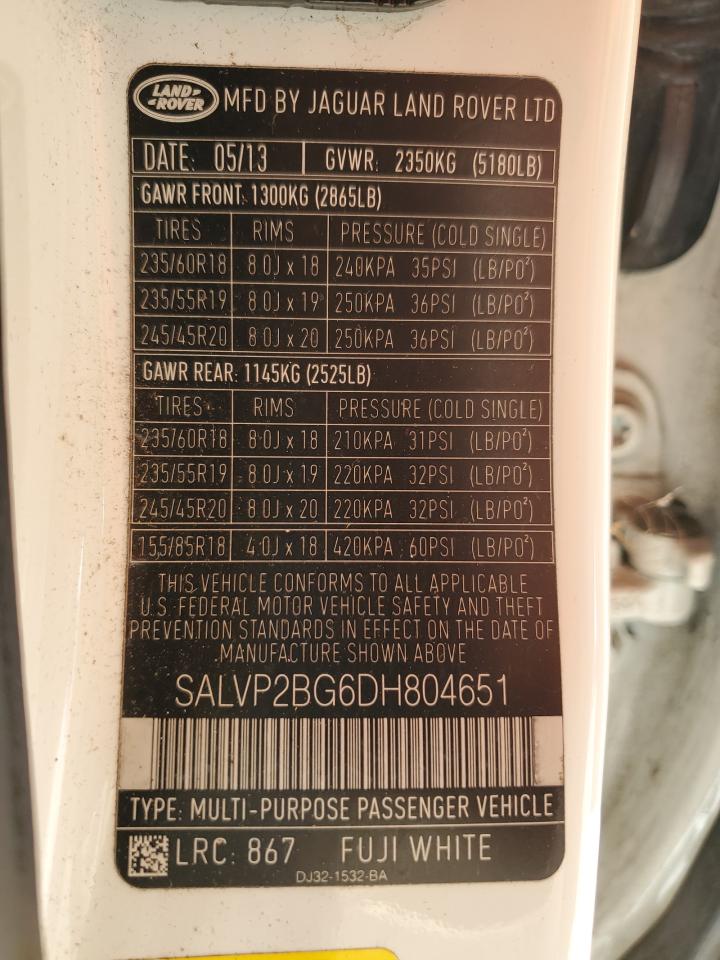 LAND ROVER MFD BY JAGUAR LAND ROVER LTD
DATE: 05/13 GVWR: 2350KG (5180LB)
GAWR FRONT: 1300KG (2865LB)
TIRES RIMS PRESSURE (COLD SINGLE)
235/60R18 8.0J x 18 240KPA 35PSI (LB/PO²)
235/55R19 8.0J x 19 250KPA 36PSI (LB/PO²)
245/45R20 8.0J x 20 250KPA 36PSI (LB/PO²)
GAWR REAR: 1145KG (2525LB)
TIRES RIMS PRESSURE (COLD SINGLE)
235/60R18 8.0J x 18 210KPA 31PSI (LB/PO²)
235/55R19 8.0J x 19 220KPA 32PSI (LB/PO²)
245/45R20 8.0J x 20 220KPA 32PSI (LB/PO²)
155/85R18 4.0J x 18 420KPA 60PSI (LB/PO²)
THIS VEHICLE CONFORMS TO ALL APPLICABLE
U.S. FEDERAL MOTOR VEHICLE SAFETY AND THEFT
PREVENTION STANDARDS IN EFFECT ON THE DATE OF
MANUFACTURE SHOWN ABOVE
SALVP2BG6DH804651
TYPE: MULTI-PURPOSE PASSENGER VEHICLE
LRC: 867 FUJI WHITE
DJ32-1532-BA